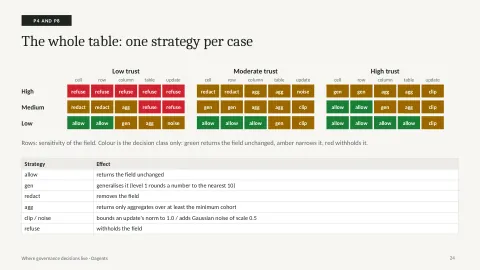 P4 AND P8
The whole table: one strategy per case
Low trust Moderate trust High trust
cell row column table update cell row column table update cell row column table update
High refuse refuse refuse refuse refuse redact redact agg agg noise gen gen agg agg clip
Medium redact redact agg refuse refuse gen gen agg agg clip allow allow gen agg clip
Low allow allow gen agg noise allow allow allow gen clip allow allow allow allow clip
Rows: sensitivity of the field. Colour is the decision class only: green returns the field unchanged, amber narrows it, red withholds it.
Strategy Effect
allow returns the field unchanged
gen generalises it (level 1 rounds a number to the nearest 10)
redact removes the field
agg returns only aggregates over at least the minimum cohort
clip / noise bounds an update's norm to 1.0 / adds Gaussian noise of scale 0.5
refuse withholds the field
Where governance decisions live · Dagents